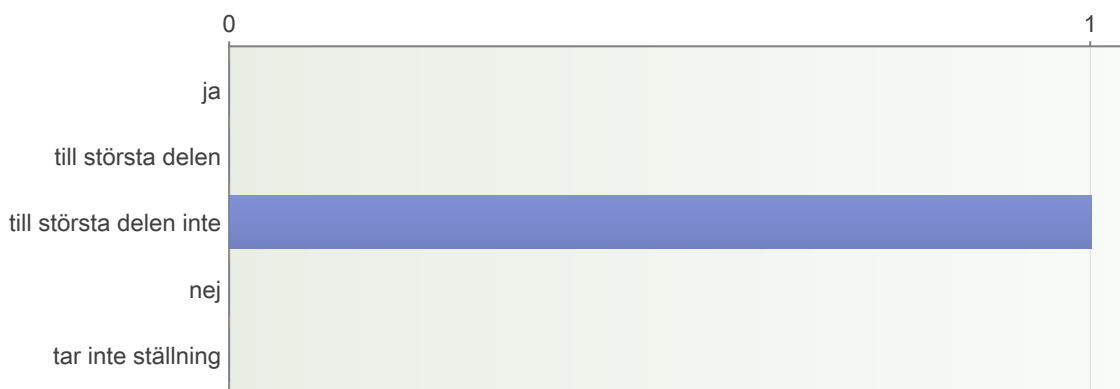 0 1
ja
till största delen
till största delen inte
nej
tar inte ställning